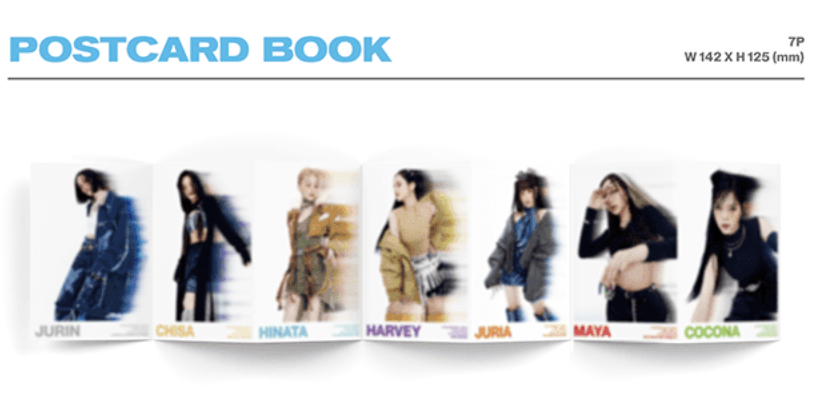 POSTCARD BOOK
7P
W 142 X H 125 (mm)
JURIN
CHISA
HINATA
HARVEY
JURIA
MAYA
COCONA